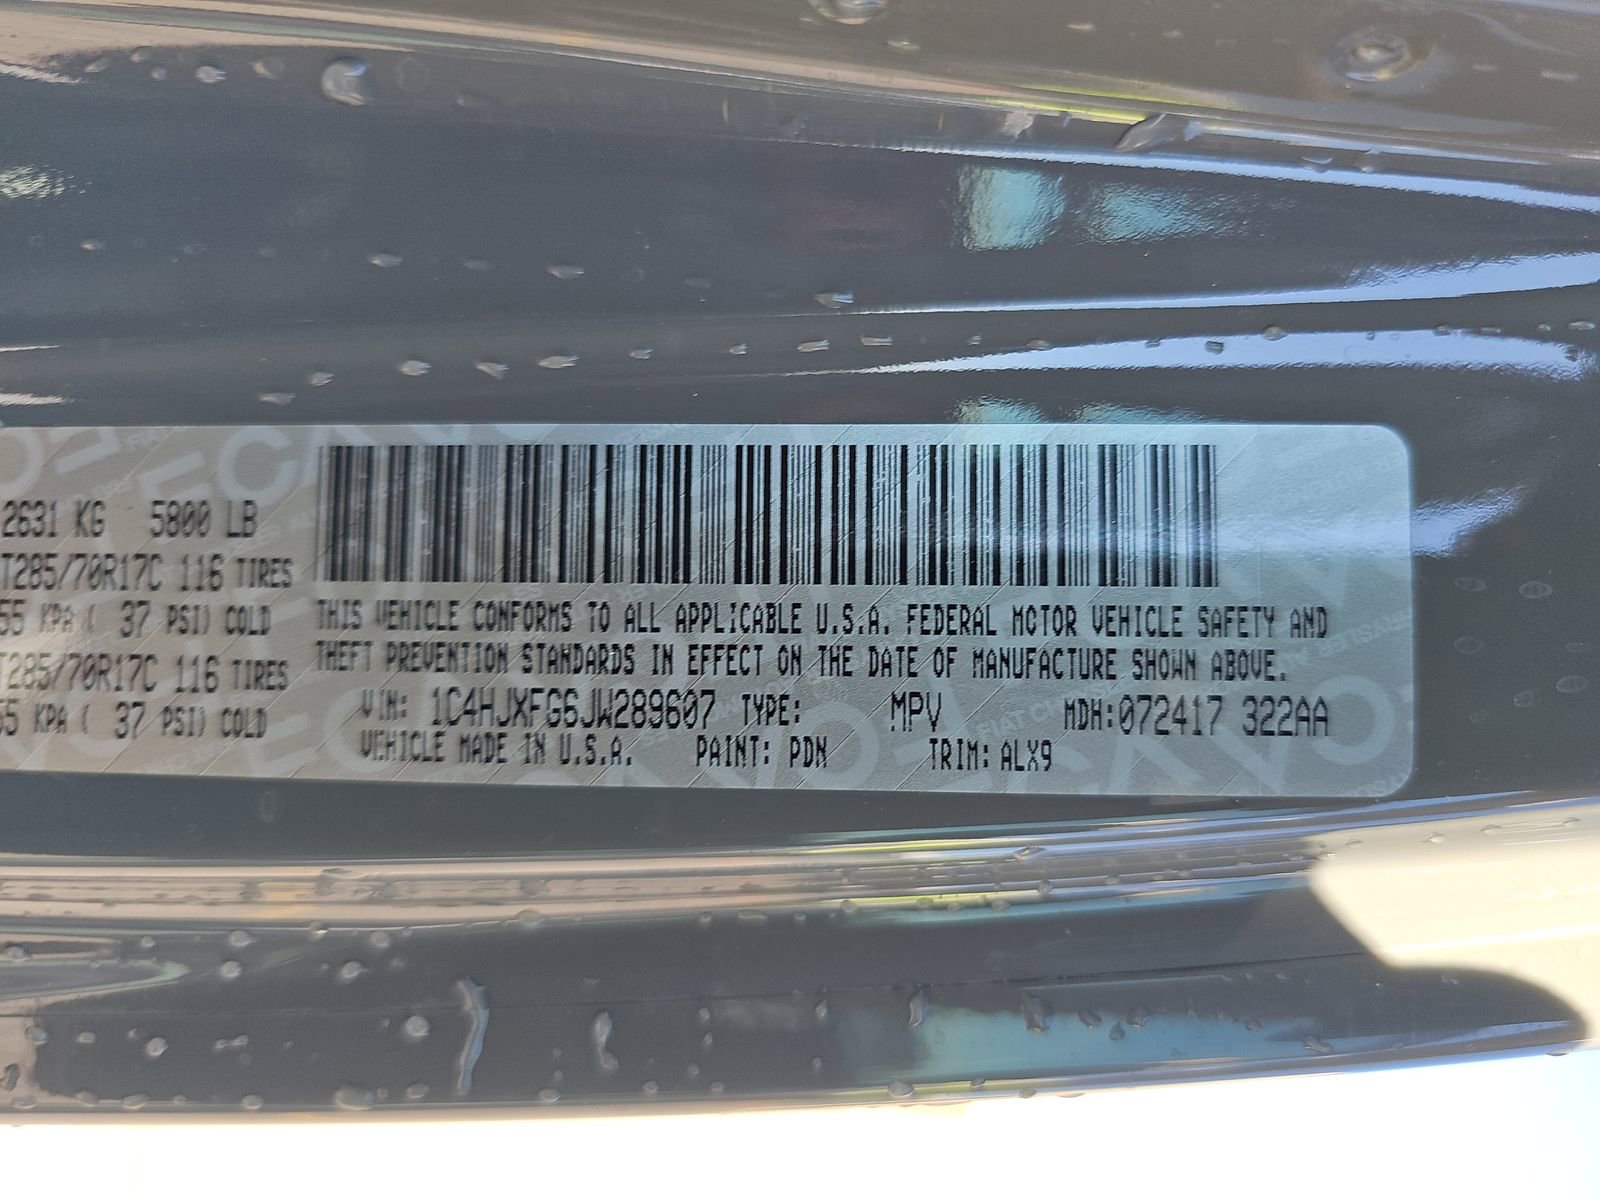 2631 KG 5800 LB
T285/70R17C 116 TIRES
55 KPA ( 37 PSI) COLD
T285/70R17C 116 TIRES
55 KPA ( 37 PSI) COLD
THIS VEHICLE CONFORMS TO ALL APPLICABLE U.S.A. FEDERAL MOTOR VEHICLE SAFETY AND
THEFT PREVENTION STANDARDS IN EFFECT ON THE DATE OF MANUFACTURE SHOWN ABOVE.
VIN: 1C4HJXFG6JW289607 TYPE: MPV MDH:072417 322AA
VEHICLE MADE IN U.S.A. PAINT: PDN TRIM: ALX9